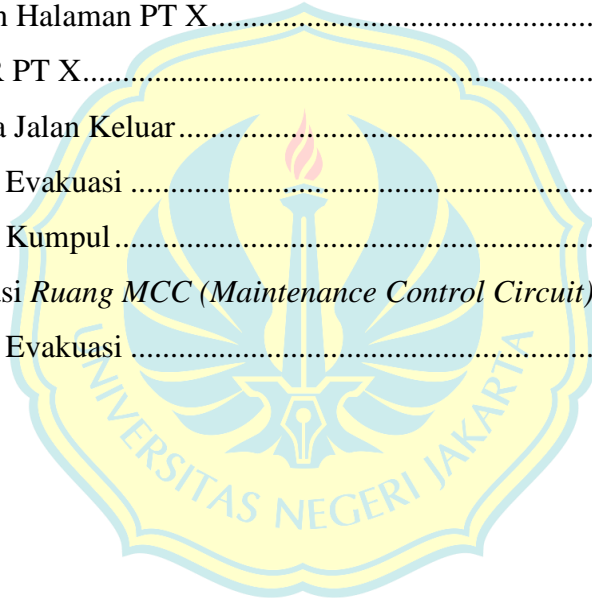 n Halaman PT X............................................
R PT X............................................................
a Jalan Keluar.................................................
Evakuasi .......................................................
Kumpul.........................................................
si Ruang MCC (Maintenance Control Circuit)
Evakuasi .......................................................
UNIVERSITAS NEGERI JAKARTA